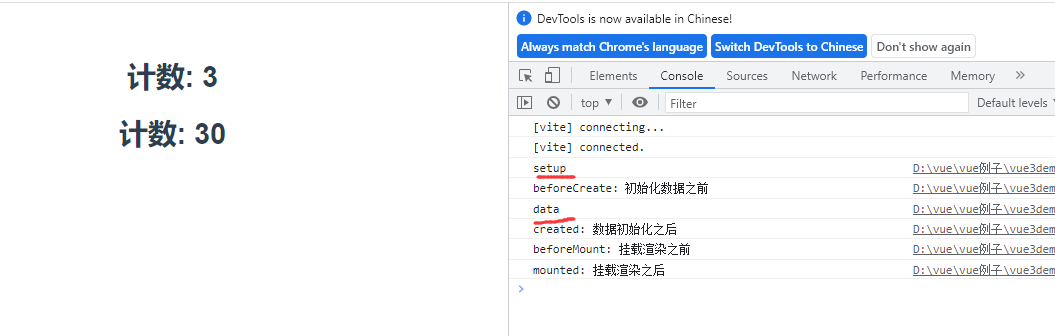 计数: 3
计数: 30
DevTools is now available in Chinese!
Always match Chrome's language Switch DevTools to Chinese Don't show again
Elements Console Sources Network Performance Memory »
top ▼ Filter Default levels
[vite] connecting...
[vite] connected.
setup D:\vue\vue例子\vue3dem
beforeCreate: 初始化数据之前 D:\vue\vue例子\vue3dem
data D:\vue\vue例子\vue3dem
created: 数据初始化之后 D:\vue\vue例子\vue3dem
beforeMount: 挂载渲染之前 D:\vue\vue例子\vue3dem
mounted: 挂载渲染之后 D:\vue\vue例子\vue3dem